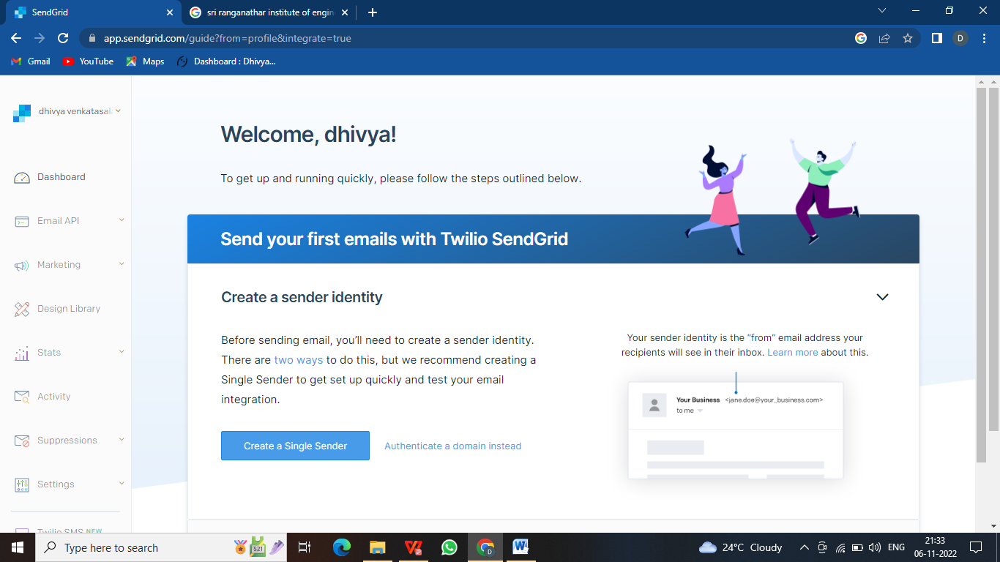 SendGrid
sri ranganathar institute of engin
app.sendgrid.com/guide?from=profile&integrate=true
D
Gmail
YouTube
Maps
Dashboard : Dhivya...
dhivya venkatasala
Dashboard
Email API
Marketing
Design Library
Stats
Activity
Suppressions
Settings
Twilio SMS NEW
Welcome, dhivya!
To get up and running quickly, please follow the steps outlined below.
Send your first emails with Twilio SendGrid
Create a sender identity
Before sending email, you'll need to create a sender identity.
There are two ways to do this, but we recommend creating a
Single Sender to get set up quickly and test your email
integration.
Create a Single Sender
Authenticate a domain instead
Your sender identity is the "from" email address your
recipients will see in their inbox. Learn more about this.
Your Business <jane.doe@your_business.com>
to me
Type here to search
521
24°C Cloudy
ENG
21:33
06-11-2022